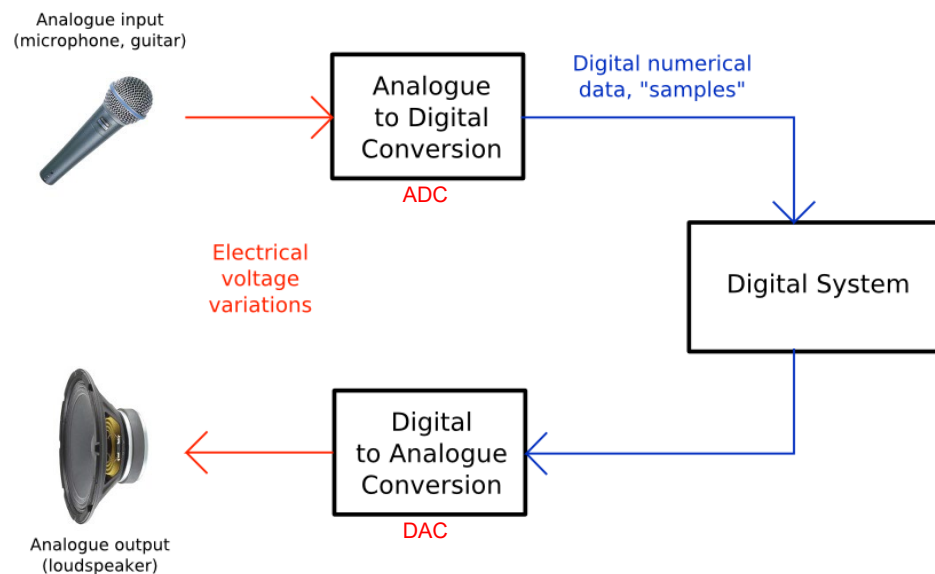 Analogue input
(microphone, guitar)
Analogue
to Digital
Conversion
ADC
Digital numerical
data, "samples"
Electrical
voltage
variations
Digital System
Digital
to Analogue
Conversion
DAC
Analogue output
(loudspeaker)